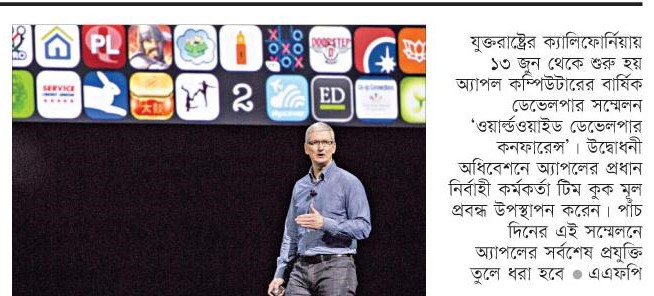 PL
DOORSTEP
D
SERVICE
2
skyscanner
ED
যুক্তরাষ্ট্রের ক্যালিফোর্নিয়ায়
১৩ জুন থেকে শুরু হয়
অ্যাপল কম্পিউটারের বার্ষিক
ডেভেলপার সম্মেলন
‘ওয়ার্ল্ডওয়াইড ডেভেলপার
কনফারেন্স’। উদ্বোধনী
অধিবেশনে অ্যাপলের প্রধান
নির্বাহী কর্মকর্তা টিম কুক মূল
প্রবন্ধ উপস্থাপন করেন। পাঁচ
দিনের এই সম্মেলনে
অ্যাপলের সর্বশেষ প্রযুক্তি
তুলে ধরা হবে ● এএফপি